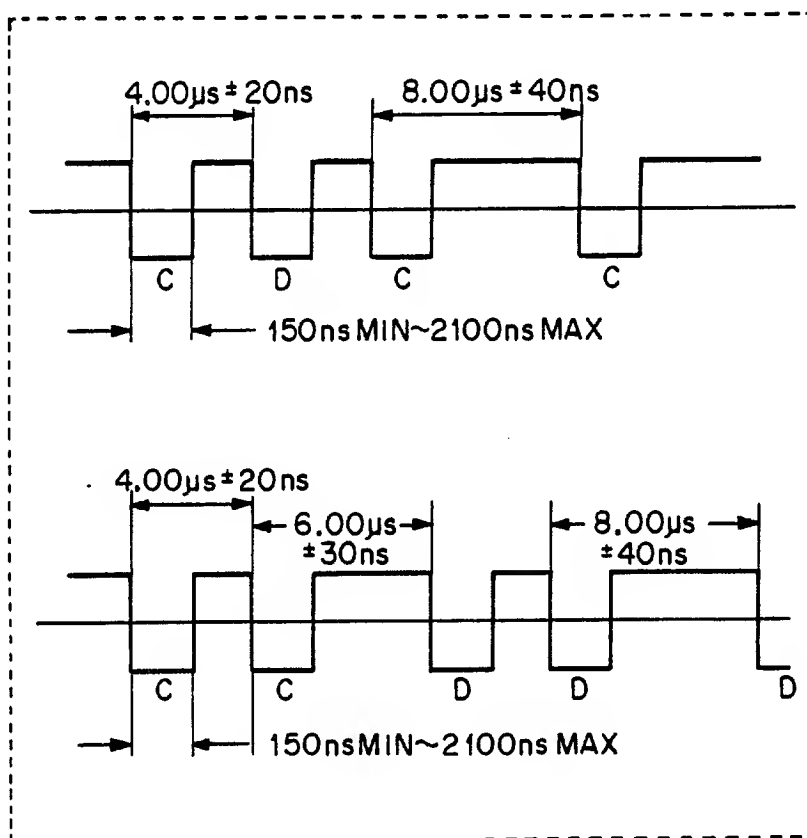 4.00µs±20ns 8.00µs±40ns
C D C C
150ns MIN~2100ns MAX
4.00µs±20ns
6.00µs 8.00µs
±30ns ±40ns
C C D D D
150ns MIN~2100ns MAX